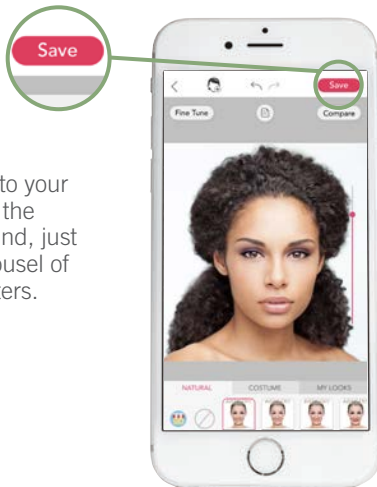 Save
Save
Fine Tune
Compare
to your
the
nd, just
ousel of
ters.
NATURAL
COSTUME
MY LOOKS